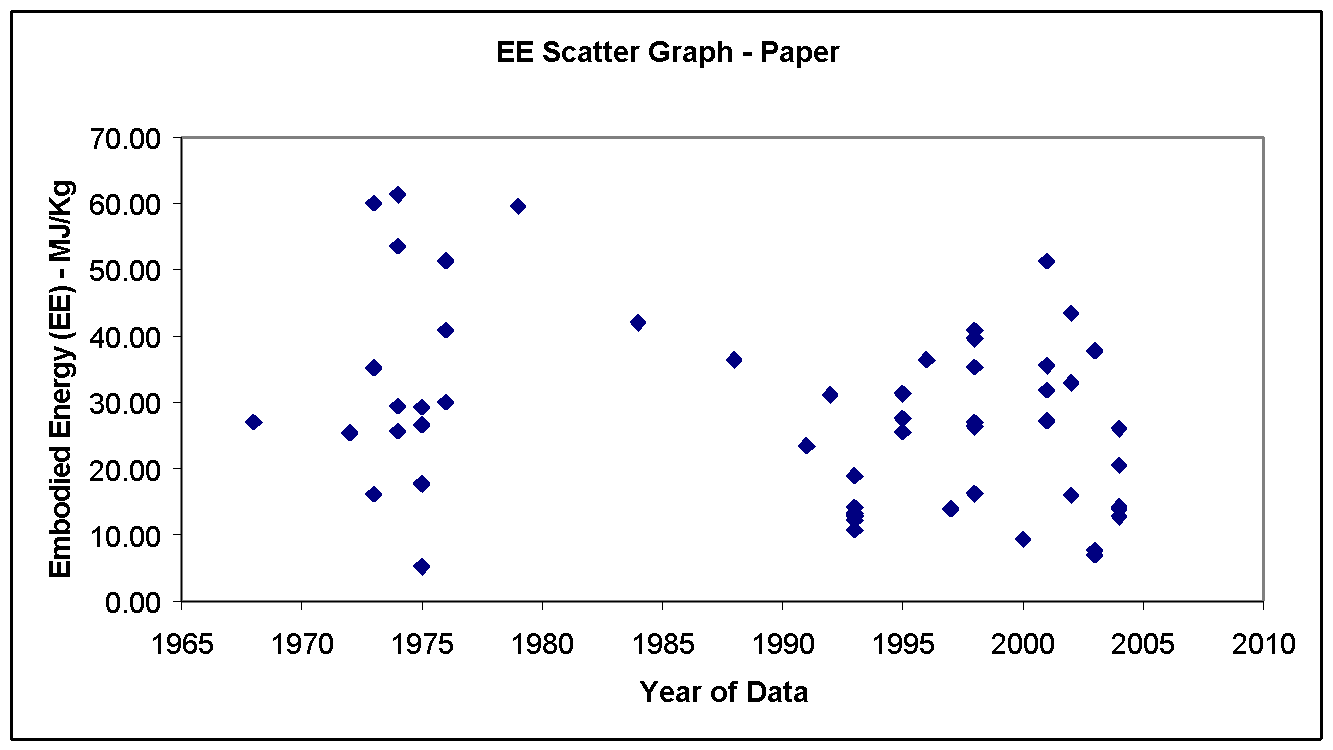 EE Scatter Graph - Paper
70.00
60.00
50.00
40.00
30.00
20.00
10.00
0.00
Embodied Energy (EE) - MJ/Kg
1965 1970 1975 1980 1985 1990 1995 2000 2005 2010
Year of Data